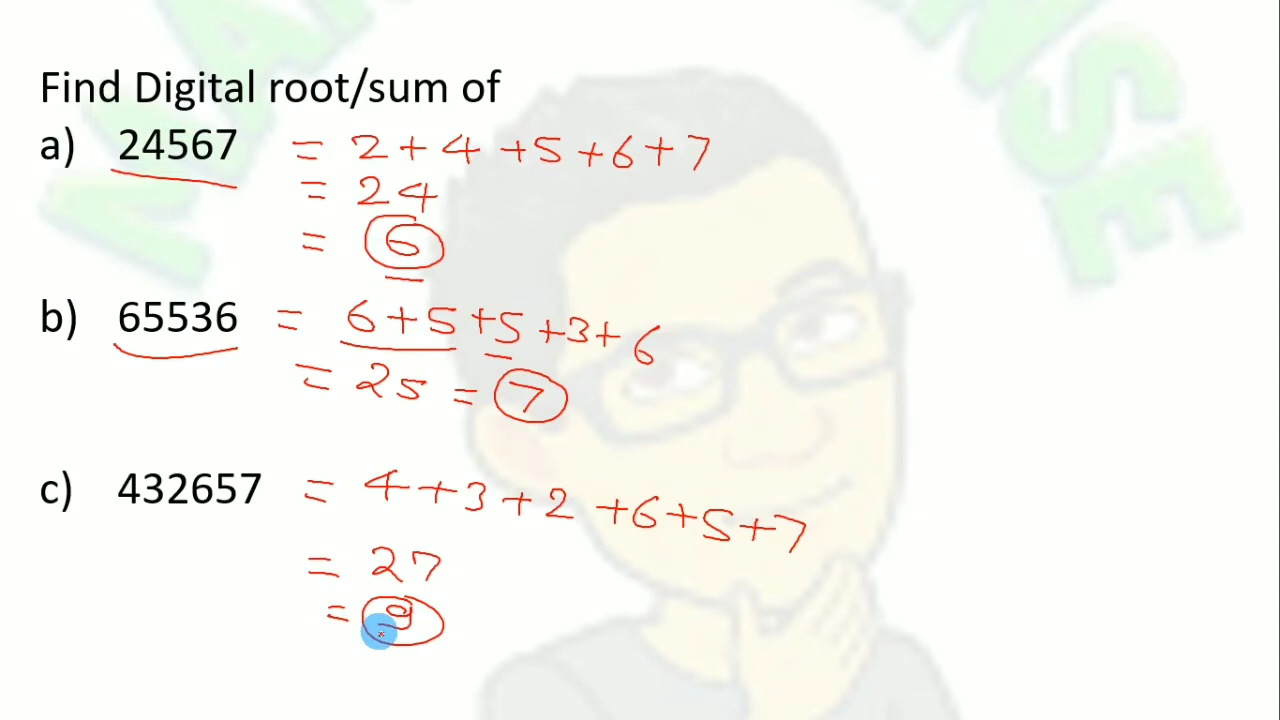 Find Digital root/sum of
a) 24567 = 2+4+5+6+7
= 24
= 6
b) 65536 = 6+5+5+3+6
= 25 = 7
c) 432657 = 4+3+2+6+5+7
= 27
= 9